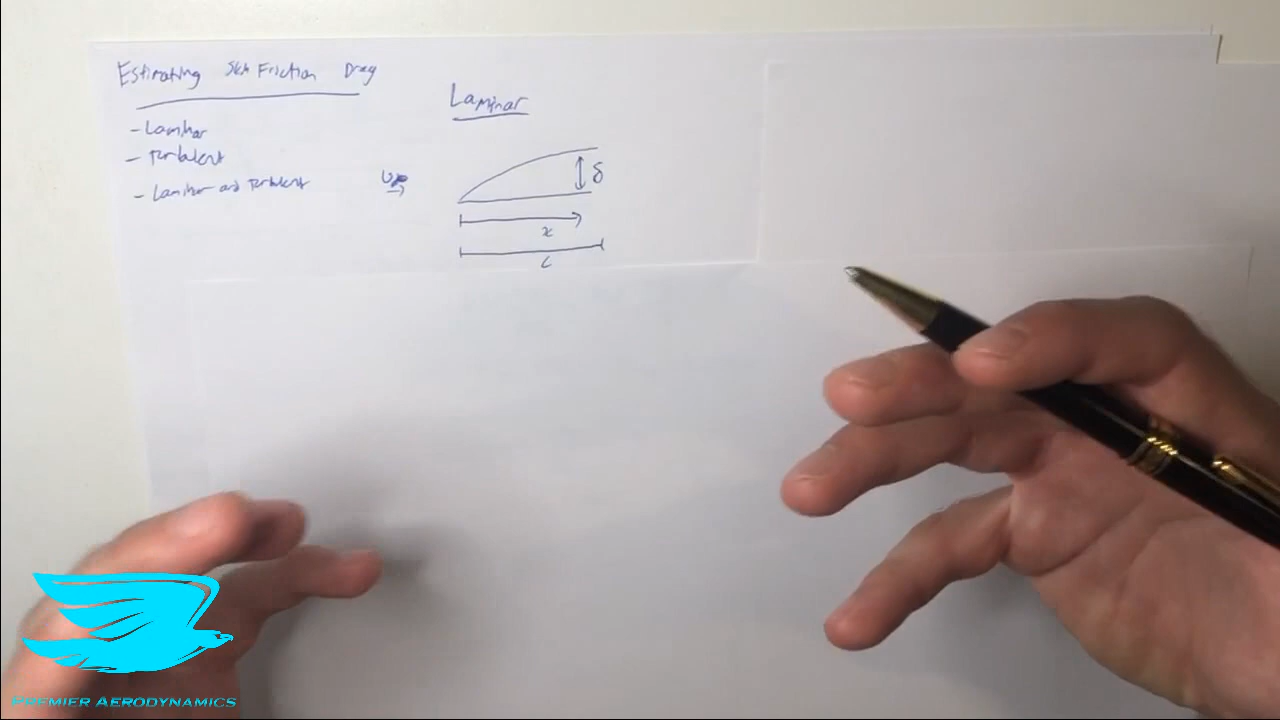 Estimating Skin Friction Drag
- Laminar
- Turbulent
- Laminar and Turbulent
Laminar
δ
x
L
PREMIER AERODYNAMICS